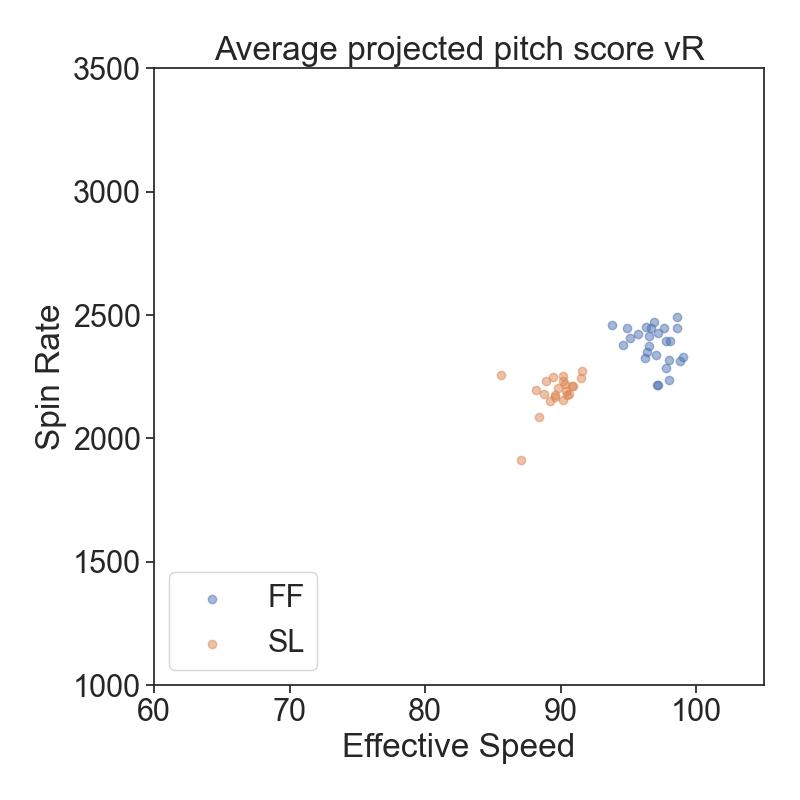 Average projected pitch score vR
3500
3000
2500
2000
1500
1000
Spin Rate
FF
SL
60 70 80 90 100
Effective Speed